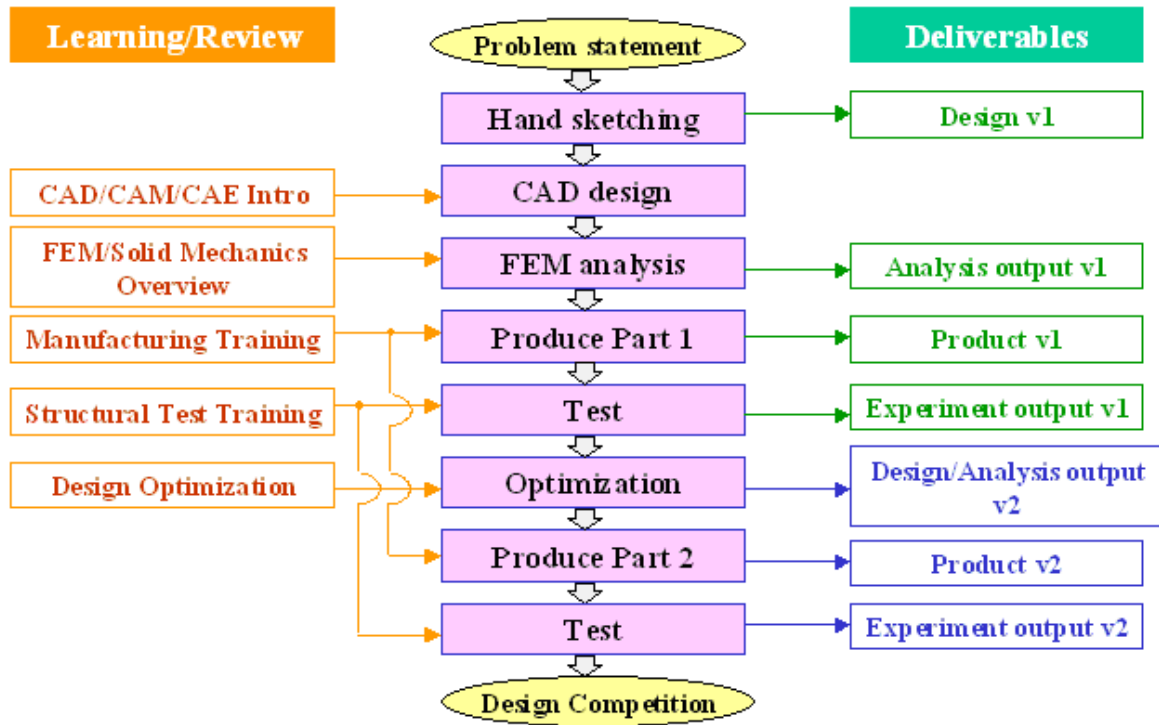 Learning/Review
Problem statement
Deliverables
Hand sketching
Design v1
CAD/CAM/CAE Intro
CAD design
FEM/Solid Mechanics
Overview
FEM analysis
Analysis output v1
Manufacturing Training
Produce Part 1
Product v1
Structural Test Training
Test
Experiment output v1
Design Optimization
Optimization
Design/Analysis output
v2
Produce Part 2
Product v2
Test
Experiment output v2
Design Competition